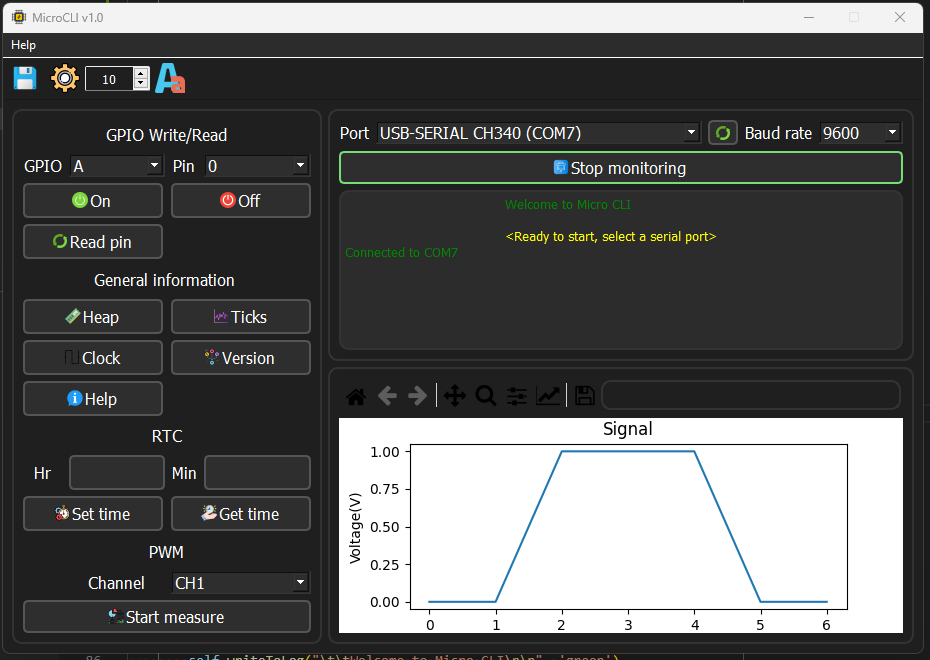 MicroCLI v1.0
Help
10
GPIO Write/Read
GPIO A Pin 0
On Off
Read pin
General information
Heap Ticks
Clock Version
Help
RTC
Hr Min
Set time Get time
PWM
Channel CH1
Start measure
Port USB-SERIAL CH340 (COM7) Baud rate 9600
Stop monitoring
Welcome to Micro CLI
<Ready to start, select a serial port>
Connected to COM7
Signal
Voltage(V)
1.00
0.75
0.50
0.25
0.00
0 1 2 3 4 5 6
86 self.writeToLog("\t\tWelcome to Micro CLI\n\n", 'green')